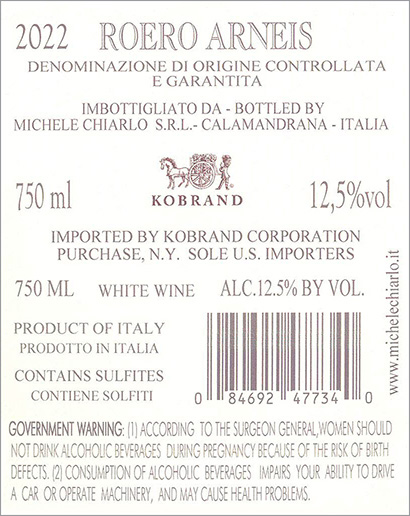 2022 ROERO ARNEIS
DENOMINAZIONE DI ORIGINE CONTROLLATA
E GARANTITA
IMBOTTIGLIATO DA - BOTTLED BY
MICHELE CHIARLO S.R.L.- CALAMANDRANA - ITALIA
KOBRAND
750 ml 12,5%vol
IMPORTED BY KOBRAND CORPORATION
PURCHASE, N.Y. SOLE U.S. IMPORTERS
750 ML WHITE WINE ALC.12.5% BY VOL.
www.michelechiarlo.it
PRODUCT OF ITALY
PRODOTTO IN ITALIA
CONTAINS SULFITES
CONTIENE SOLFITI
0 84692 47734 0
GOVERNMENT WARNING: (1) ACCORDING TO THE SURGEON GENERAL,WOMEN SHOULD
NOT DRINK ALCOHOLIC BEVERAGES DURING PREGNANCY BECAUSE OF THE RISK OF BIRTH
DEFECTS. (2) CONSUMPTION OF ALCOHOLIC BEVERAGES IMPAIRS YOUR ABILITY TO DRIVE
A CAR OR OPERATE MACHINERY, AND MAY CAUSE HEALTH PROBLEMS.